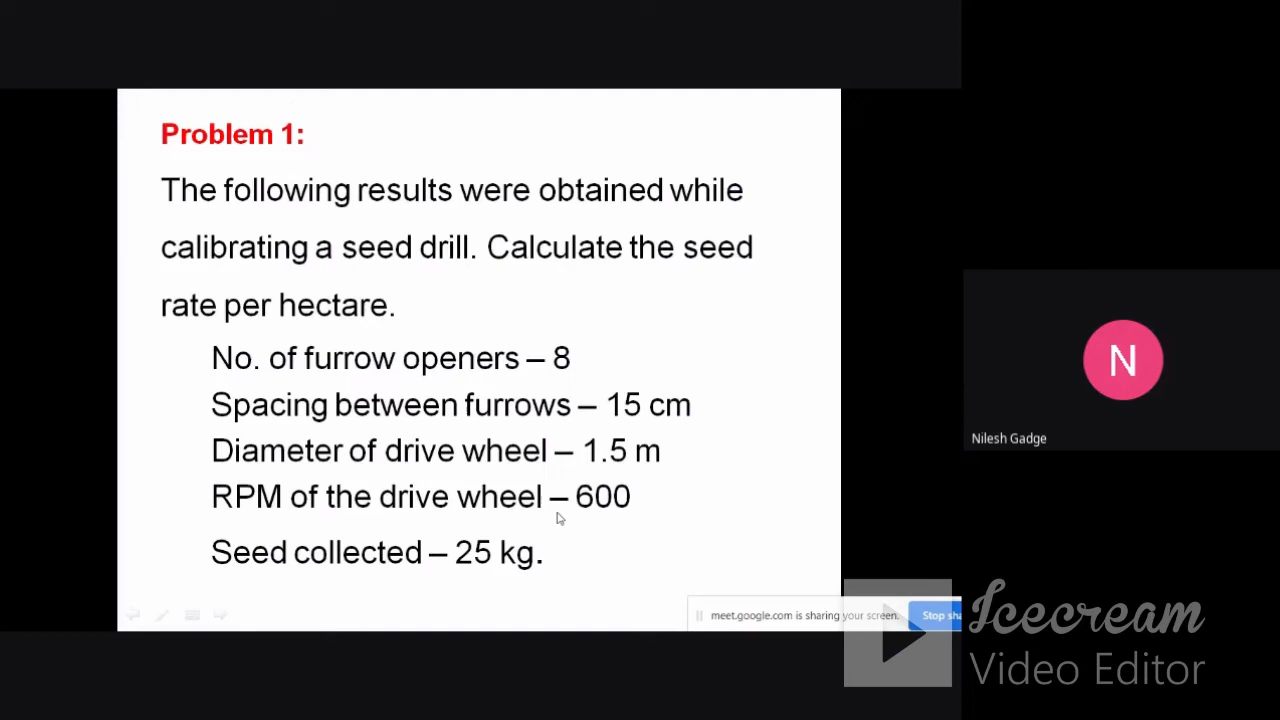 Problem 1:
The following results were obtained while
calibrating a seed drill. Calculate the seed
rate per hectare.
No. of furrow openers – 8
Spacing between furrows – 15 cm
Diameter of drive wheel – 1.5 m
RPM of the drive wheel – 600
Seed collected – 25 kg.
N
Nilesh Gadge
meet.google.com is sharing your screen.
Stop sha
Icecream
Video Editor